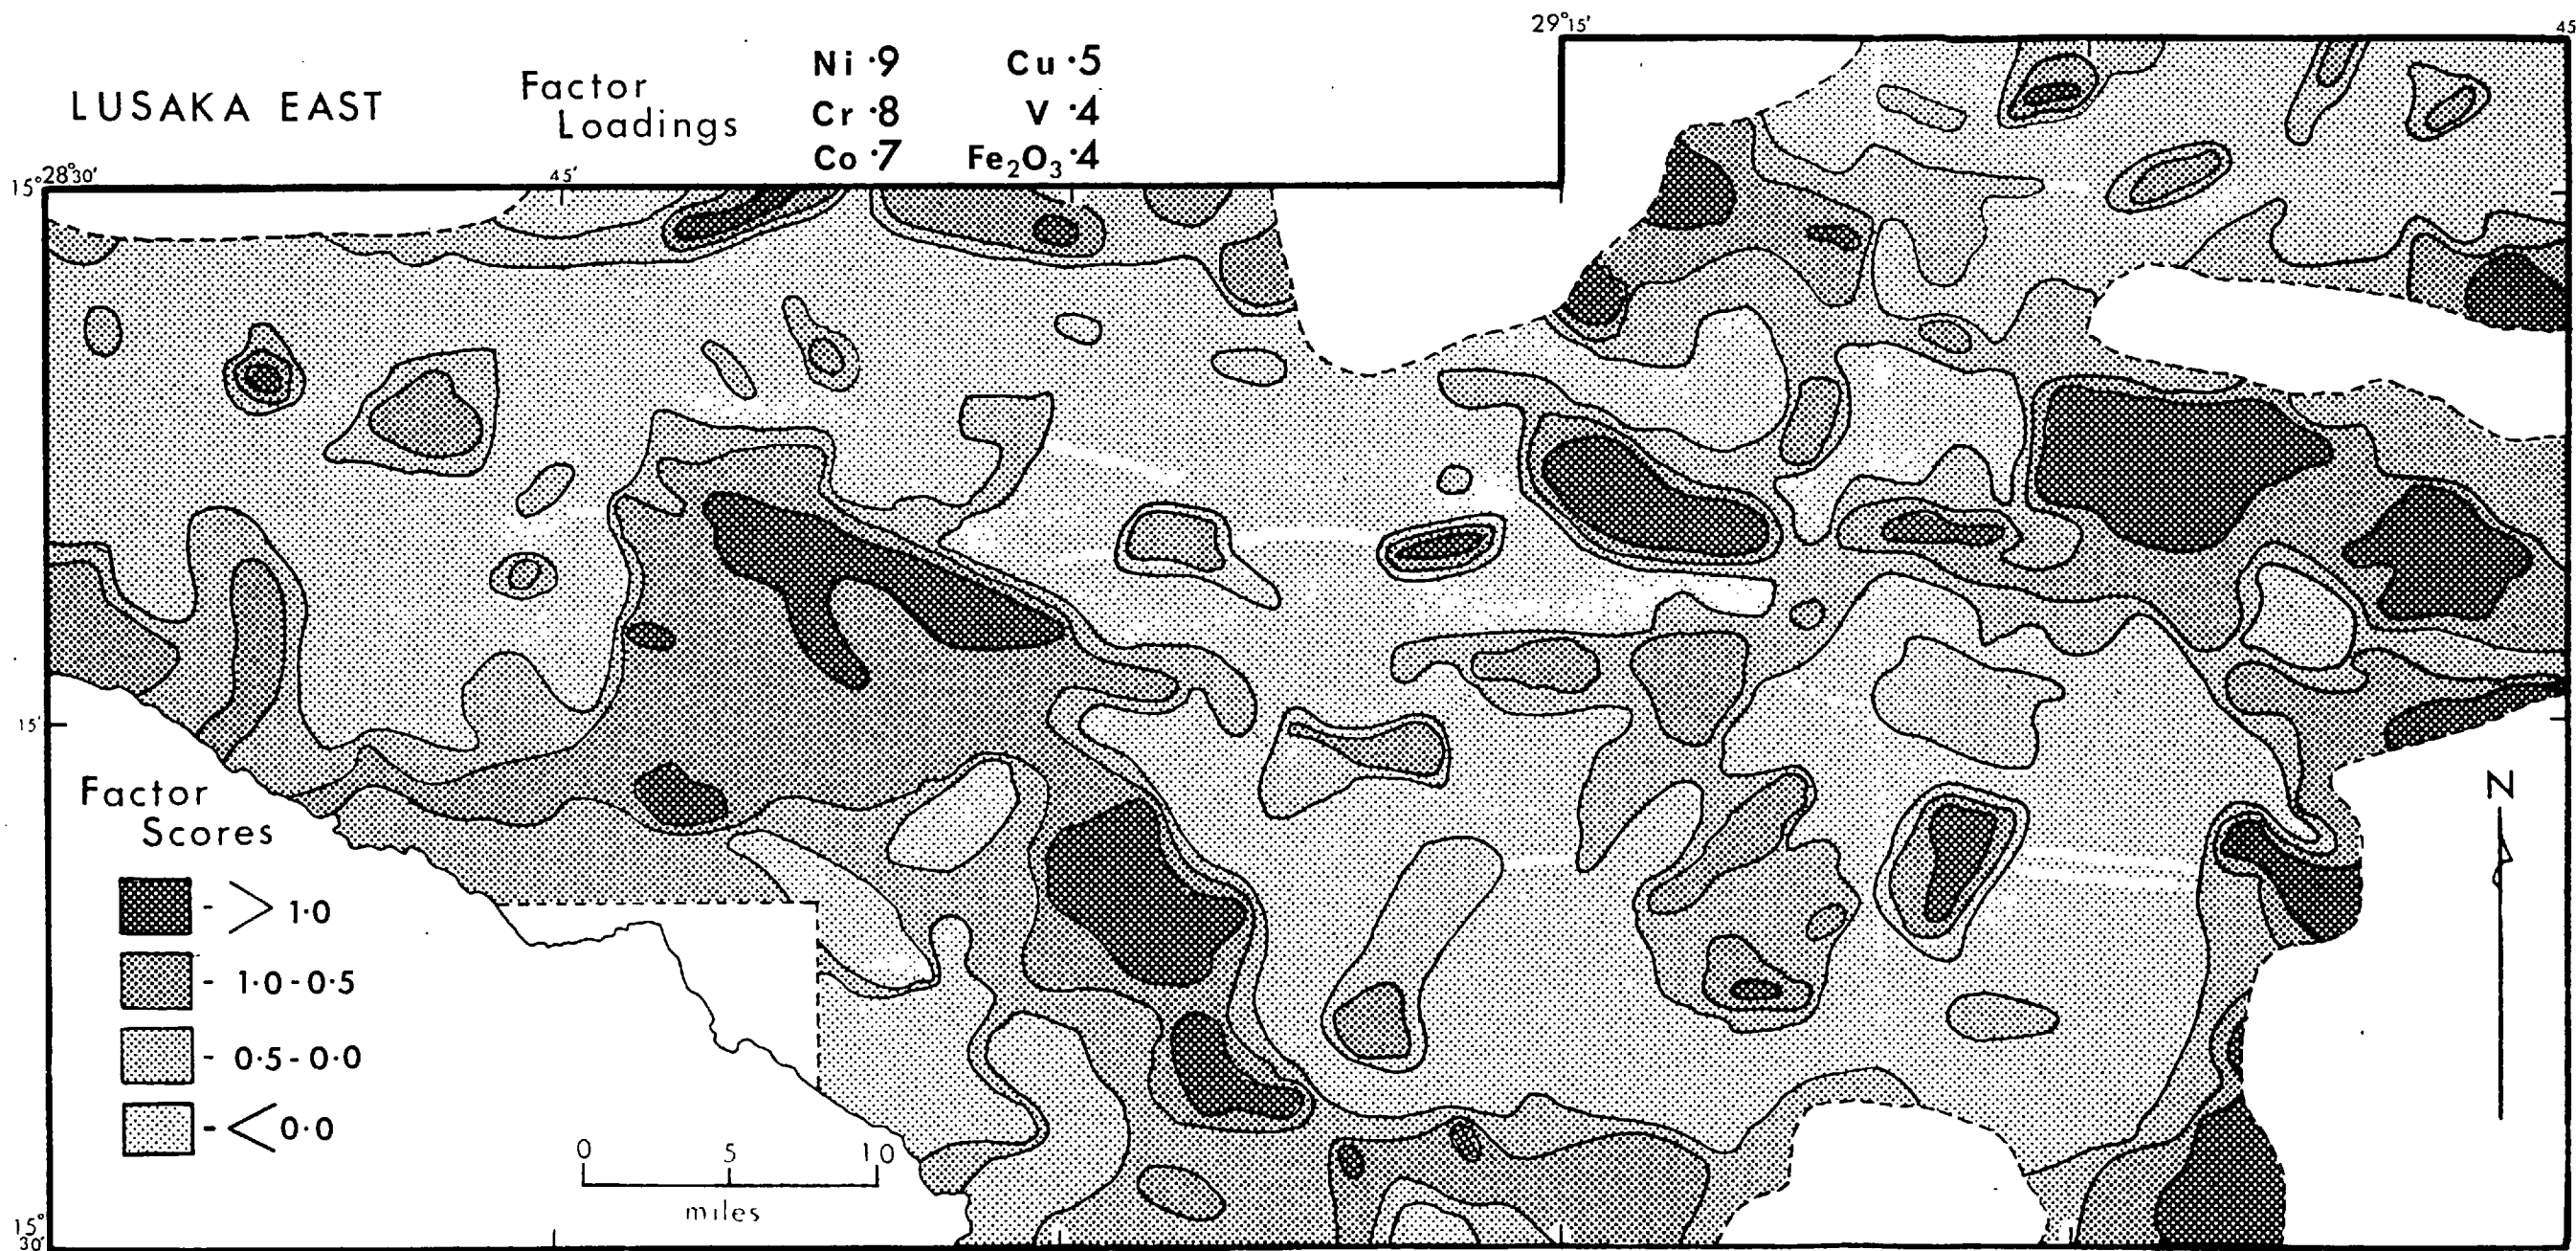 29°15'
45
LUSAKA EAST
Factor Loadings
Ni ·9 Cu ·5
Cr ·8 V ·4
Co ·7 Fe₂O₃ ·4
15° 28°30'
45'
15'
Factor Scores
- > 1·0
- 1·0 - 0·5
- 0·5 - 0·0
- < 0·0
N
0 5 10
miles
15°
30'